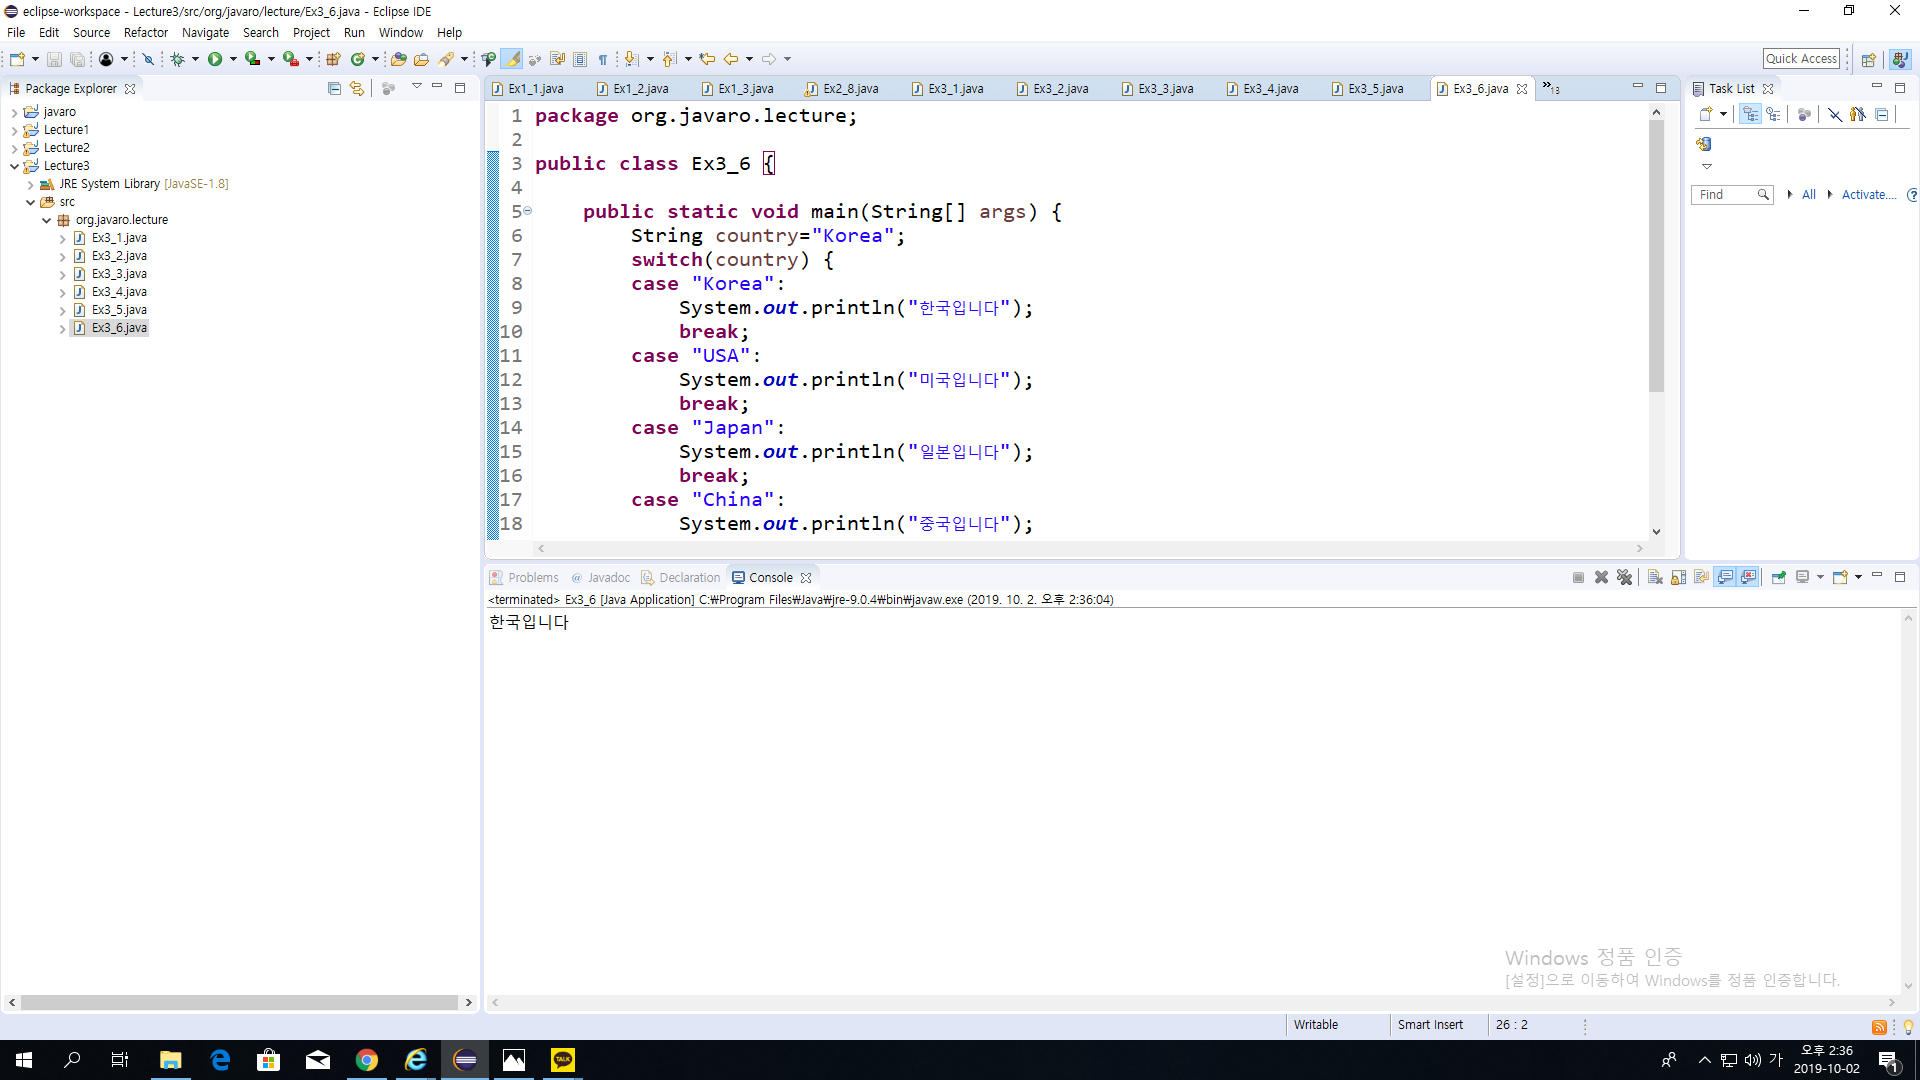 eclipse-workspace - Lecture3/src/org/javaro/lecture/Ex3_6.java - Eclipse IDE
File Edit Source Refactor Navigate Search Project Run Window Help
Quick Access
Package Explorer
javaro
Lecture1
Lecture2
Lecture3
JRE System Library [JavaSE-1.8]
src
org.javaro.lecture
Ex3_1.java
Ex3_2.java
Ex3_3.java
Ex3_4.java
Ex3_5.java
Ex3_6.java
Ex1_1.java Ex1_2.java Ex1_3.java Ex2_8.java Ex3_1.java Ex3_2.java Ex3_3.java Ex3_4.java Ex3_5.java Ex3_6.java »13
1 package org.javaro.lecture;
2
3 public class Ex3_6 {
4
5 public static void main(String[] args) {
6 String country="Korea";
7 switch(country) {
8 case "Korea":
9 System.out.println("한국입니다");
10 break;
11 case "USA":
12 System.out.println("미국입니다");
13 break;
14 case "Japan":
15 System.out.println("일본입니다");
16 break;
17 case "China":
18 System.out.println("중국입니다");
Task List
Find All Activate...
Problems @ Javadoc Declaration Console
<terminated> Ex3_6 [Java Application] C:₩Program Files₩Java₩jre-9.0.4₩bin₩javaw.exe (2019. 10. 2. 오후 2:36:04)
한국입니다
Windows 정품 인증
[설정]으로 이동하여 Windows를 정품 인증합니다.
Writable Smart Insert 26 : 2
TALK
가
오후 2:36
2019-10-02
1